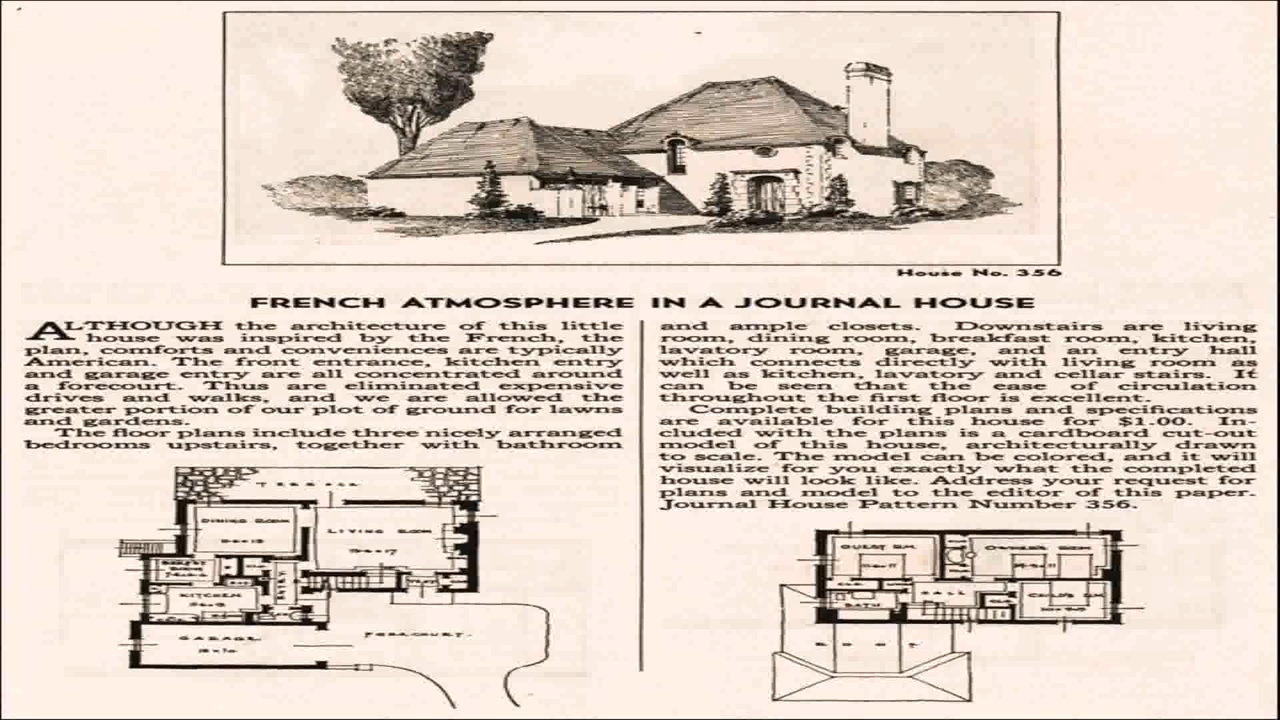 House No. 356
FRENCH ATMOSPHERE IN A JOURNAL HOUSE
ALTHOUGH the architecture of this little
house was inspired by the French, the
plan, comforts and conveniences are typically
American. The front entrance, kitchen entry
and garage entry are all concentrated around
a forecourt. Thus are eliminated expensive
drives and walks, and we are allowed the
greater portion of our plot of ground for lawns
and gardens.
The floor plans include three nicely arranged
bedrooms upstairs, together with bathroom
and ample closets. Downstairs are living
room, dining room, breakfast room, kitchen,
lavatory room, garage, and an entry hall
which connects directly with living room as
well as kitchen, lavatory and cellar stairs. It
can be seen that the ease of circulation
throughout the first floor is excellent.
Complete building plans and specifications
are available for this house for $1.00. In-
cluded with the plans is a cardboard cut-out
model of this house, architecturally drawn
to scale. The model can be colored, and it will
visualize for you exactly what the completed
house will look like. Address your request for
plans and model to the editor of this paper.
Journal House Pattern Number 356.
TERRACE
DINING ROOM
LIVING ROOM
KITCHEN
GARAGE
FORECOURT
GUEST RM.
OWNER'S ROOM
HALL
BATH
CHILD'S RM.
ROOF